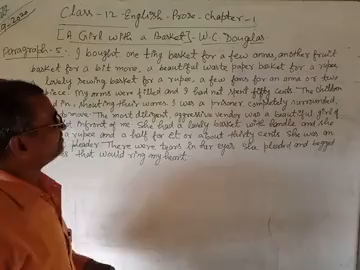 2020
Class-12 English-Prose-Chapter-1
[A Girl with a Basket]-W.C. Douglas
Paragraph-5. I bought one tiny basket for a few annas, another fruit
basket for a bit more, a beautiful waste paper basket for a rupee,
lovely sewing basket for a rupee, a few fans for an anna or two
piece. My arms were filled and I had not spent fifty cents. The children
d in, shouting their wares. I was a prisoner completely surrounded,
The most diligent, aggressive vendor was a beautiful girl of
infront of me. She had a lovely basket with handle and she
a rupee and a half for it or about thirty cents. She was an
pleader. There were tears in her eyes. She pleaded and begged
that would ring my heart.